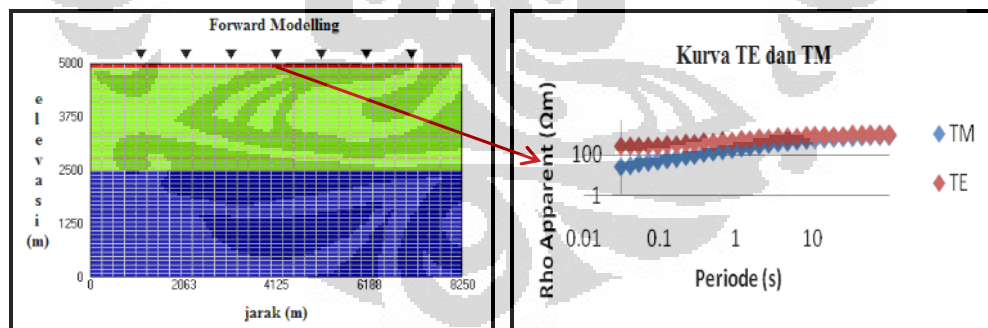 Forward Modelling
5000
3750
2500
1250
0
e
l
e
v
a
s
i
(m)
0 2063 4125 6188 8250
jarak (m)
Kurva TE dan TM
Rho Apparent (Ωm)
100
1
0.01 0.1 1 10
Periode (s)
TM
TE